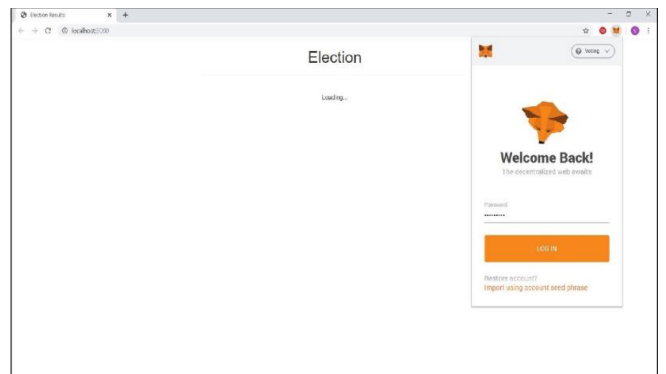 Election Results
localhost:3000
Election
Loading...
Voting
Welcome Back!
The decentralized web awaits
Password
LOG IN
Restore account?
Import using account seed phrase